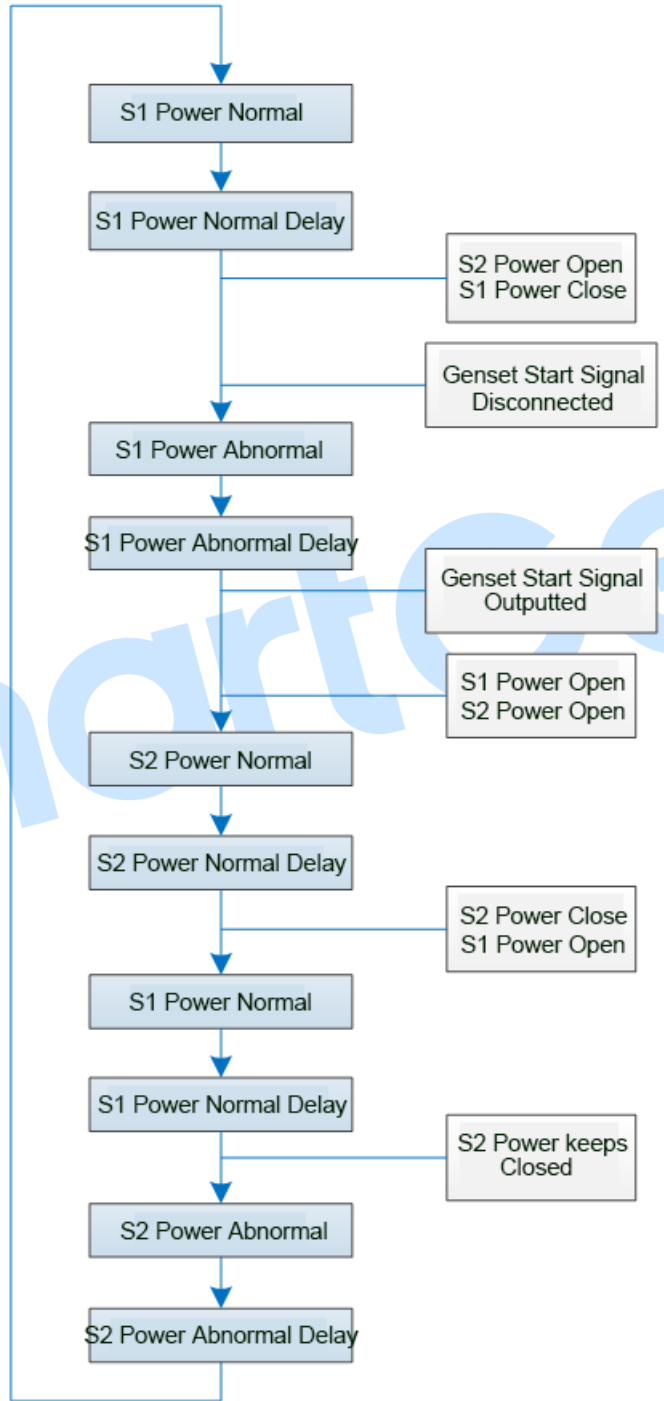 S1 Power Normal
S1 Power Normal Delay
S2 Power Open
S1 Power Close
Genset Start Signal
Disconnected
S1 Power Abnormal
S1 Power Abnormal Delay
Genset Start Signal
Outputted
S1 Power Open
S2 Power Open
S2 Power Normal
S2 Power Normal Delay
S2 Power Close
S1 Power Open
S1 Power Normal
S1 Power Normal Delay
S2 Power keeps
Closed
S2 Power Abnormal
S2 Power Abnormal Delay